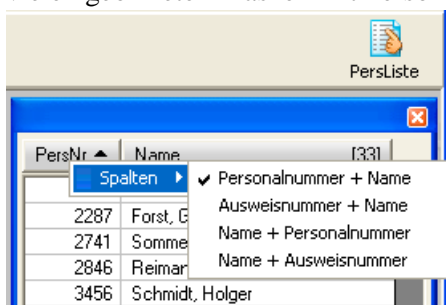 PersListe
PersNr Name [33]
Spalten
Personalnummer + Name
Ausweisnummer + Name
Name + Personalnummer
Name + Ausweisnummer
2287 Forst, G
2741 Somme
2846 Reimar
3456 Schmidt, Holger